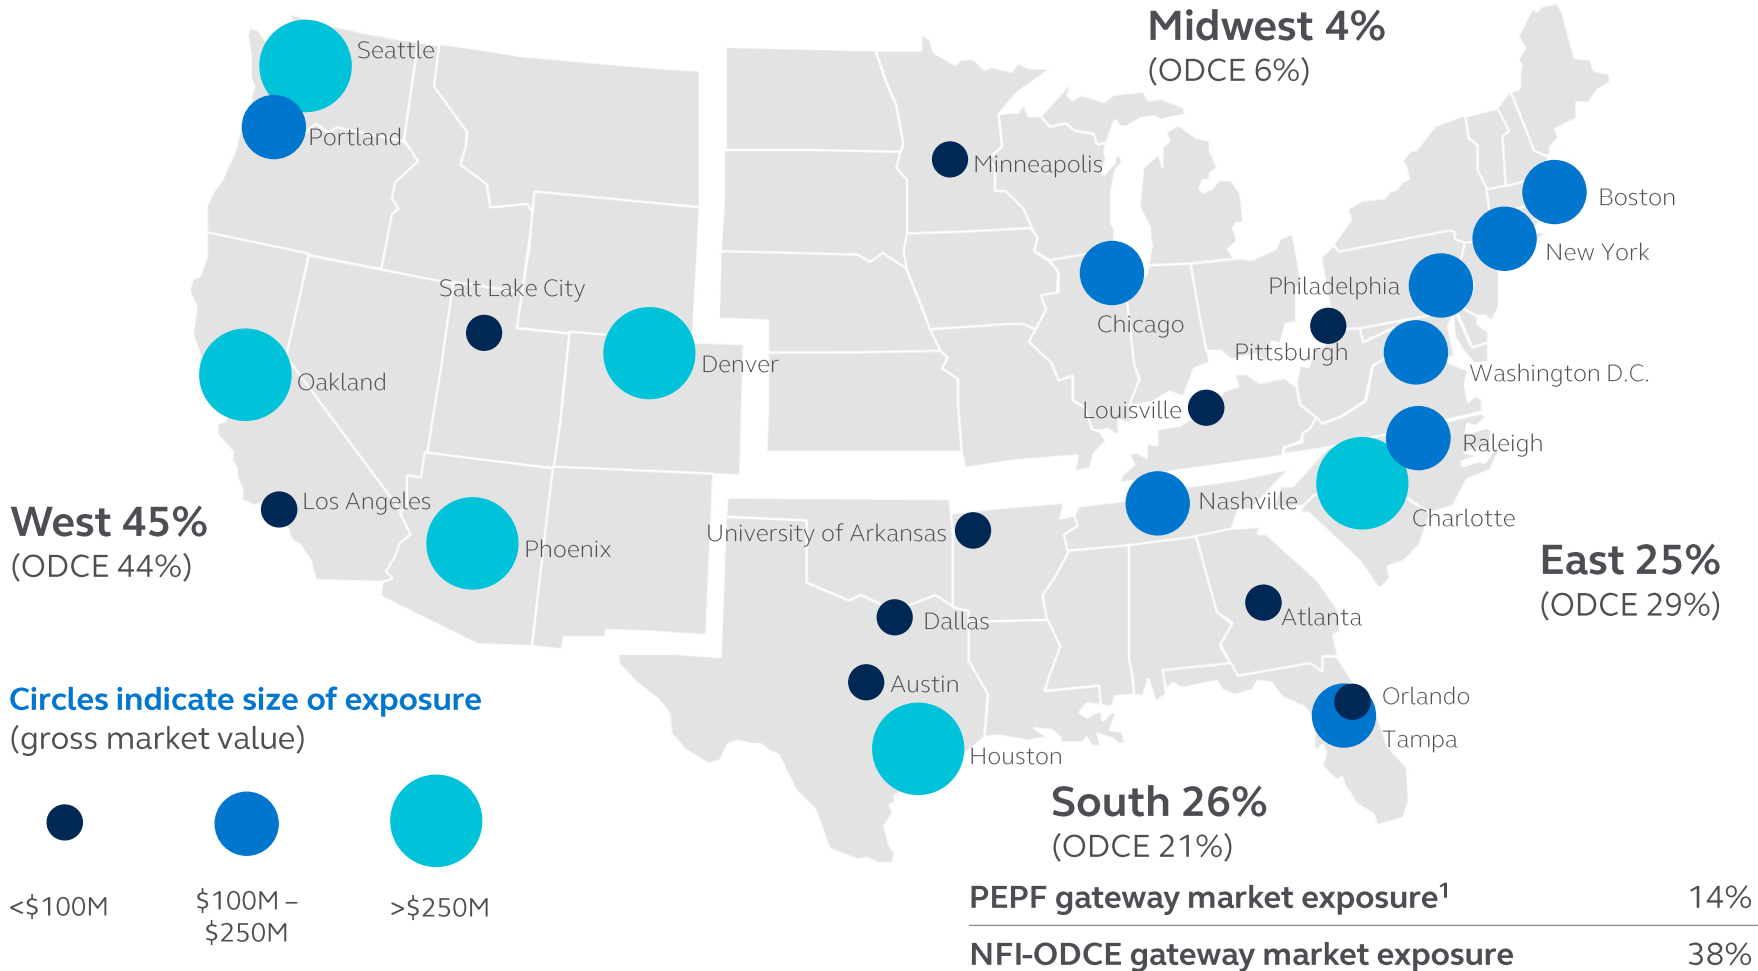 Midwest 4%
(ODCE 6%)
Seattle
Portland
Minneapolis
Boston
New York
Salt Lake City
Philadelphia
Chicago
Pittsburgh
Denver
Washington D.C.
Oakland
Louisville
Raleigh
Los Angeles
Nashville
West 45%
(ODCE 44%)
Charlotte
University of Arkansas
Phoenix
East 25%
(ODCE 29%)
Dallas
Atlanta
Austin
Orlando
Tampa
Houston
Circles indicate size of exposure
(gross market value)
<$100M
$100M –
$250M
>$250M
South 26%
(ODCE 21%)
PEPF gateway market exposure¹ 14%
NFI-ODCE gateway market exposure 38%